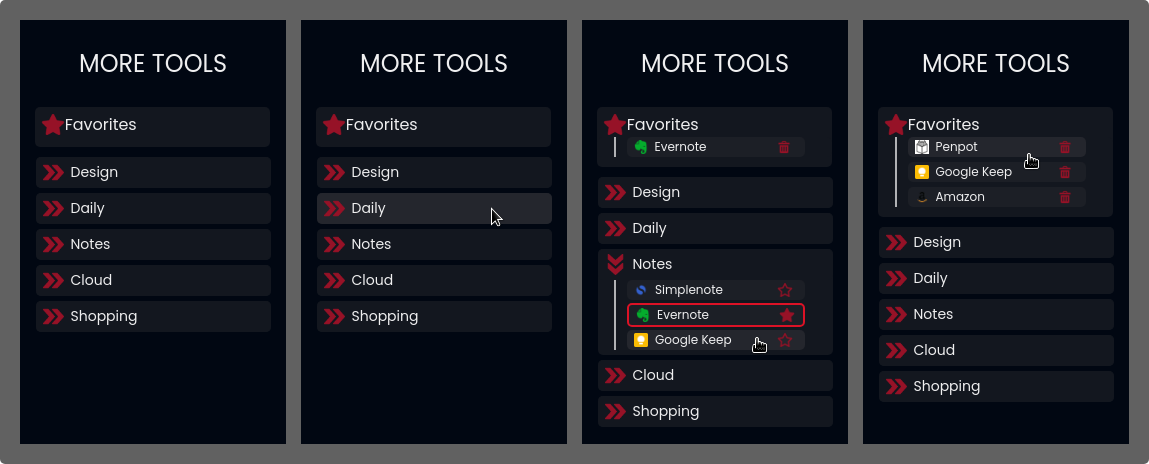 MORE TOOLS
Favorites
Design
Daily
Notes
Cloud
Shopping
MORE TOOLS
Favorites
Design
Daily
Notes
Cloud
Shopping
MORE TOOLS
Favorites
Evernote
Design
Daily
Notes
Simplenote
Evernote
Google Keep
Cloud
Shopping
MORE TOOLS
Favorites
Penpot
Google Keep
Amazon
Design
Daily
Notes
Cloud
Shopping